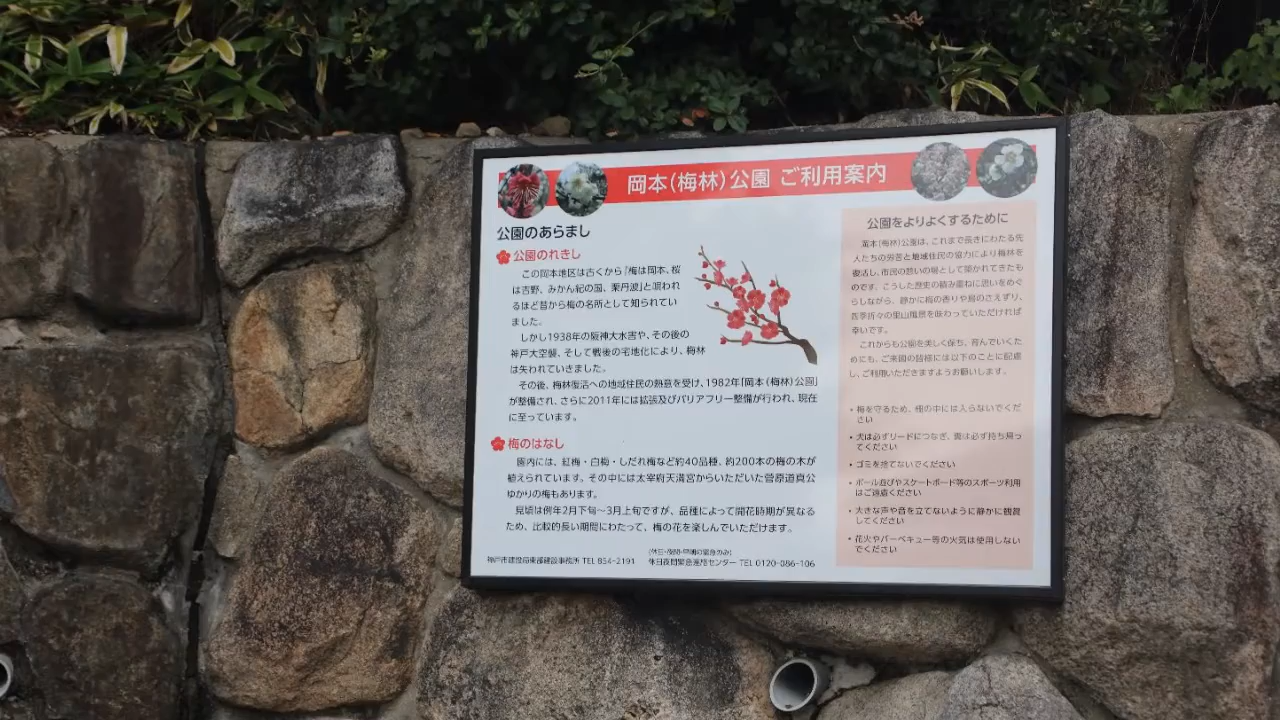 岡本(梅林)公園 ご利用案内
公園のあらまし
公園のれきし
この岡本地区は古くから「梅は岡本、桜
は吉野、みかん紀の国、栗丹波」と唄われ
るほど昔から梅の名所として知られてい
ました。
しかし1938年の阪神大水害や、その後の
神戸大空襲、そして戦後の宅地化により、梅林
は失われていきました。
その後、梅林復活への地域住民の熱意を受け、1982年「岡本(梅林)公園」
が整備され、さらに2011年には拡張及びバリアフリー整備が行われ、現在
に至っています。
梅のはなし
園内には、紅梅・白梅・しだれ梅など約40品種、約200本の梅の木が
植えられています。その中には太宰府天満宮からいただいた菅原道真公
ゆかりの梅もあります。
見頃は例年2月下旬～3月上旬ですが、品種によって開花時期が異なる
ため、比較的長い期間にわたって、梅の花を楽しんでいただけます。
神戸市建設局東部建設事務所 TEL 854-2191
(休日・夜間・早朝の緊急のみ)
休日夜間緊急連絡センター TEL 0120-086-106
公園をよりよくするために
岡本(梅林)公園は、これまで長きにわたる先
人たちの労苦と地域住民の協力により梅林を
復活し、市民の憩いの場として築かれてきたも
のです。こうした歴史の積み重ねに思いをめぐ
らしながら、静かに梅の香りや鳥のさえずり、
四季折々の里山風景を味わっていただければ
幸いです。
これからも公園を美しく保ち、育んでいくた
めにも、ご来園の皆様には以下のことに配慮
し、ご利用いただきますようお願いします。
・梅を守るため、畑の中には入らないでくだ
さい
・犬は必ずリードにつなぎ、糞は必ず持ち帰っ
てください
・ゴミを捨てないでください
・ボール遊びやスケートボード等のスポーツ利用
はご遠慮ください
・大きな声や音を立てないように静かに観賞
してください
・花火やバーベキュー等の火気は使用しない
でください